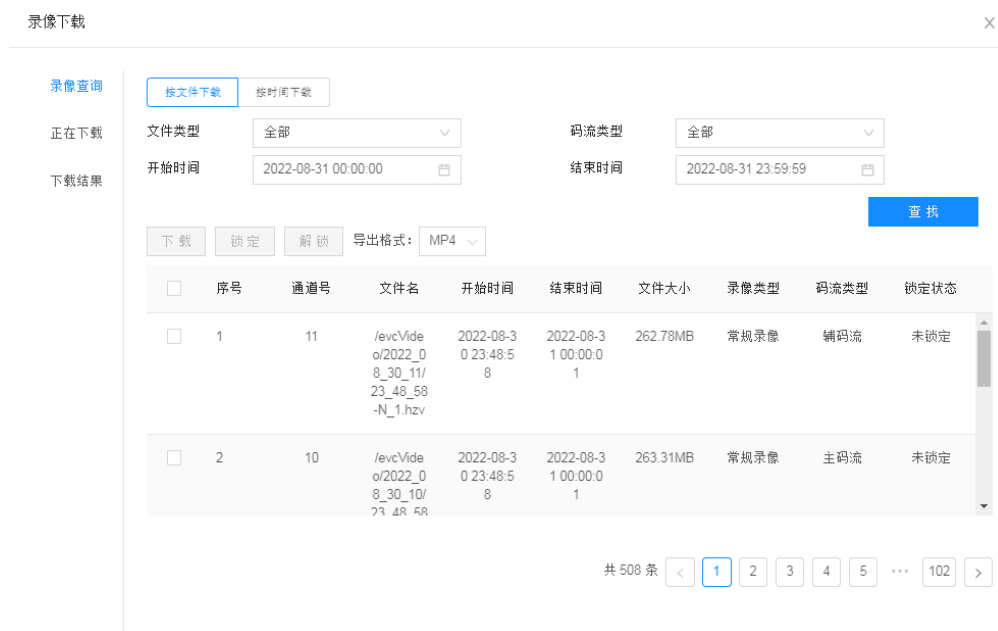 录像下载
录像查询
正在下载
下载结果
按文件下载 按时间下载
文件类型 全部 码流类型 全部
开始时间 2022-08-31 00:00:00 结束时间 2022-08-31 23:59:59
查 找
下 载 锁 定 解 锁 导出格式： MP4
序号 通道号 文件名 开始时间 结束时间 文件大小 录像类型 码流类型 锁定状态
1 11 /evcVide 2022-08-3 2022-08-3 262.78MB 常规录像 辅码流 未锁定
o/2022_0 0 23:48:5 1 00:00:0
8_30_11/ 8 1
23_48_58
-N_1.hzv
2 10 /evcVide 2022-08-3 2022-08-3 263.31MB 常规录像 主码流 未锁定
o/2022_0 0 23:48:5 1 00:00:0
8_30_10/ 8 1
23_48_58
共 508 条 < 1 2 3 4 5 ••• 102 >